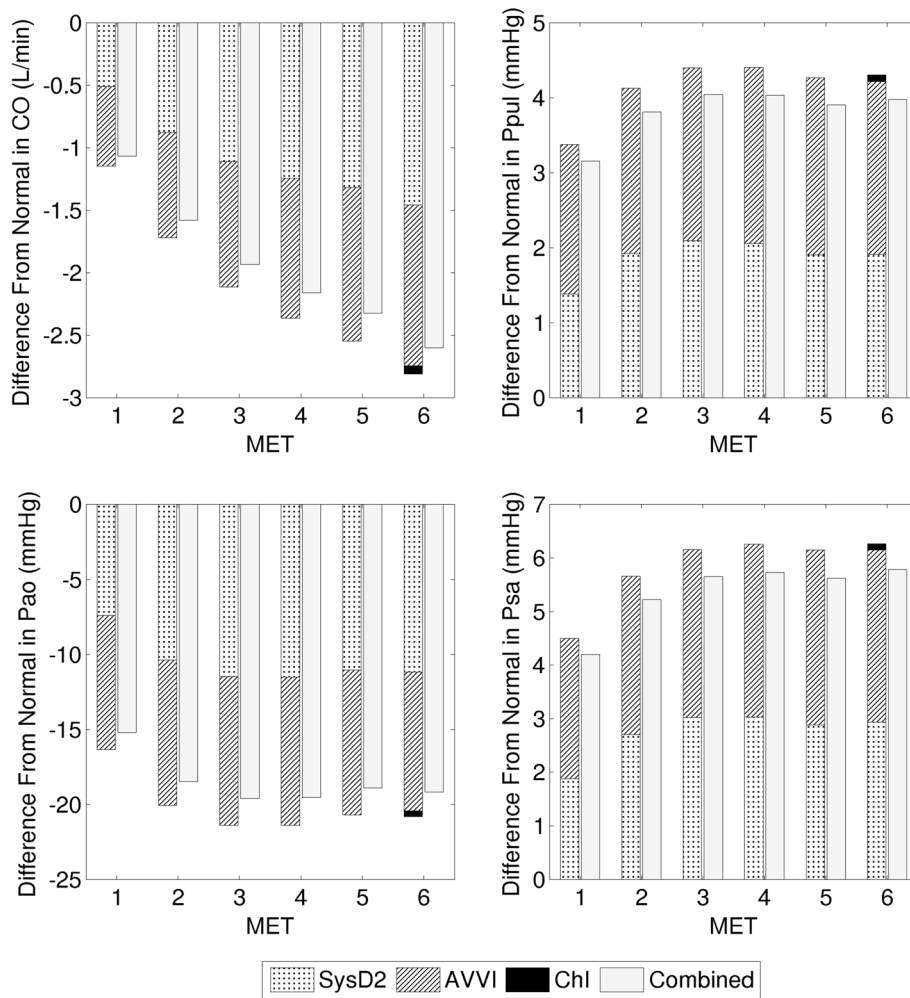 Difference From Normal in CO (L/min)
0
-0.5
-1
-1.5
-2
-2.5
-3
1 2 3 4 5 6
MET
Difference From Normal in Ppul (mmHg)
5
4
3
2
1
0
1 2 3 4 5 6
MET
Difference From Normal in Pao (mmHg)
0
-5
-10
-15
-20
-25
1 2 3 4 5 6
MET
Difference From Normal in Psa (mmHg)
7
6
5
4
3
2
1
0
1 2 3 4 5 6
MET
SysD2 AVVI ChI Combined